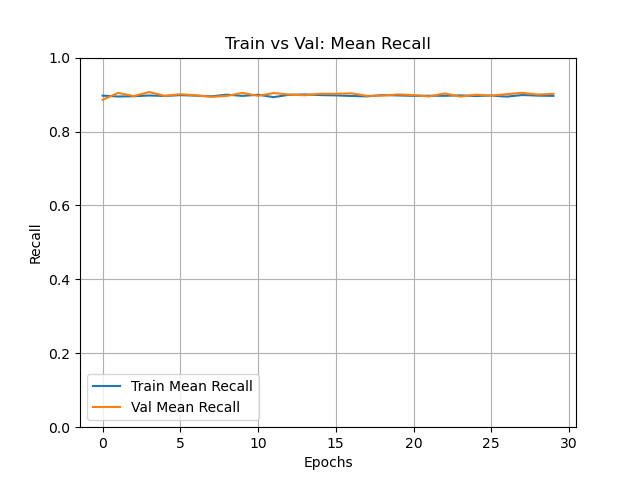 Train vs Val: Mean Recall
1.0
0.8
0.6
0.4
0.2
0.0
Recall
Train Mean Recall
Val Mean Recall
0 5 10 15 20 25 30
Epochs